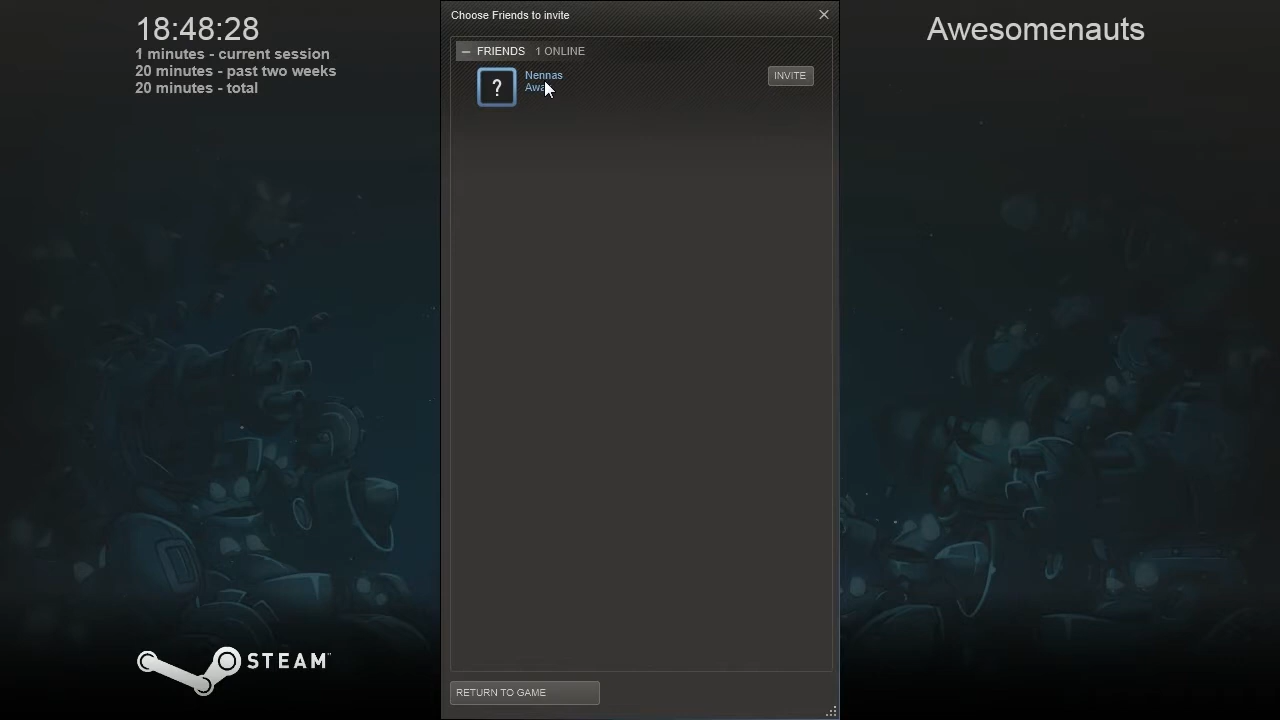 18:48:28
1 minutes - current session
20 minutes - past two weeks
20 minutes - total
Choose Friends to invite
FRIENDS 1 ONLINE
?
Nennas
INVITE
Awesomenauts
STEAM
RETURN TO GAME